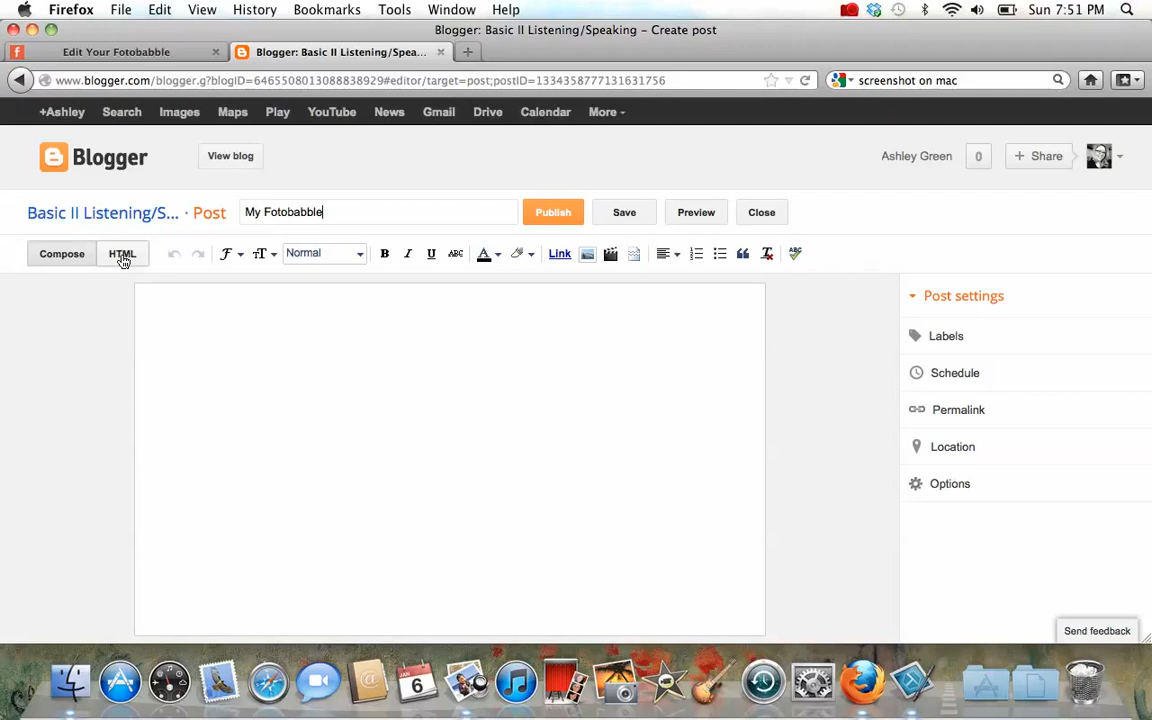 Firefox File Edit View History Bookmarks Tools Window Help Sun 7:51 PM
Blogger: Basic II Listening/Speaking – Create post
Edit Your Fotobabble Blogger: Basic II Listening/Spea...
www.blogger.com/blogger.g?blogID=6465508013088838929#editor/target=post;postID=1334358777131631756 screenshot on mac
+Ashley Search Images Maps Play YouTube News Gmail Drive Calendar More
Blogger View blog Ashley Green 0 + Share
Basic II Listening/S... · Post My Fotobabble Publish Save Preview Close
Compose HTML Normal B I U ABC A Link
Post settings
Labels
Schedule
Permalink
Location
Options
Send feedback
6